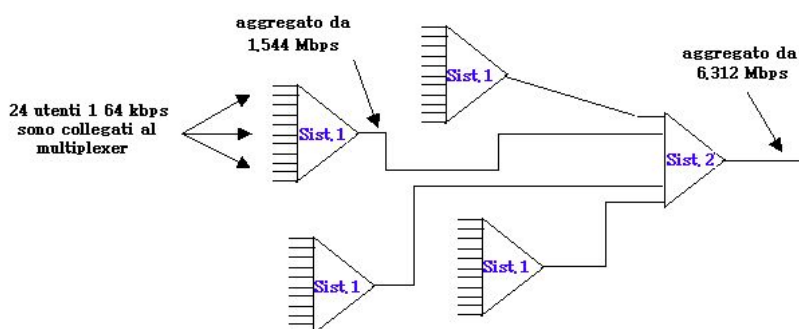 aggregato da
1,544 Mbps
aggregato da
6,312 Mbps
24 utenti 1 64 kbps
sono collegati al
multiplexer
Sist.1
Sist.1
Sist.2
Sist.1
Sist.1